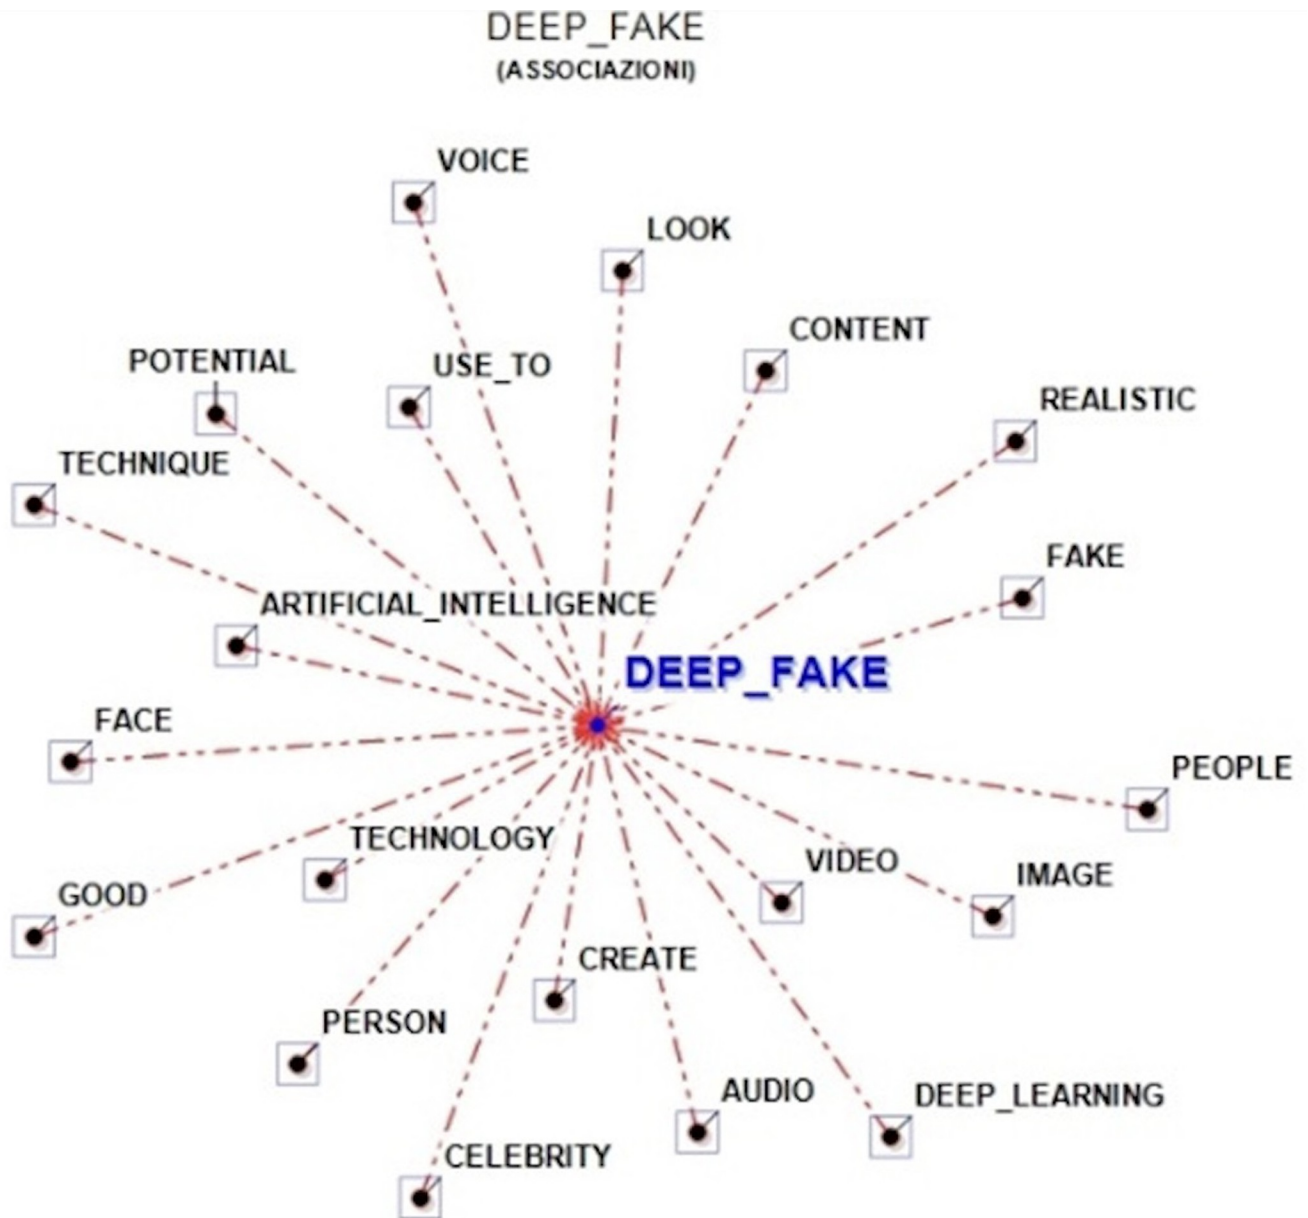 DEEP_FAKE
(ASSOCIAZIONI)
VOICE
LOOK
CONTENT
POTENTIAL
USE_TO
REALISTIC
TECHNIQUE
FAKE
ARTIFICIAL_INTELLIGENCE
DEEP_FAKE
FACE
PEOPLE
TECHNOLOGY
VIDEO
IMAGE
GOOD
CREATE
PERSON
AUDIO
DEEP_LEARNING
CELEBRITY